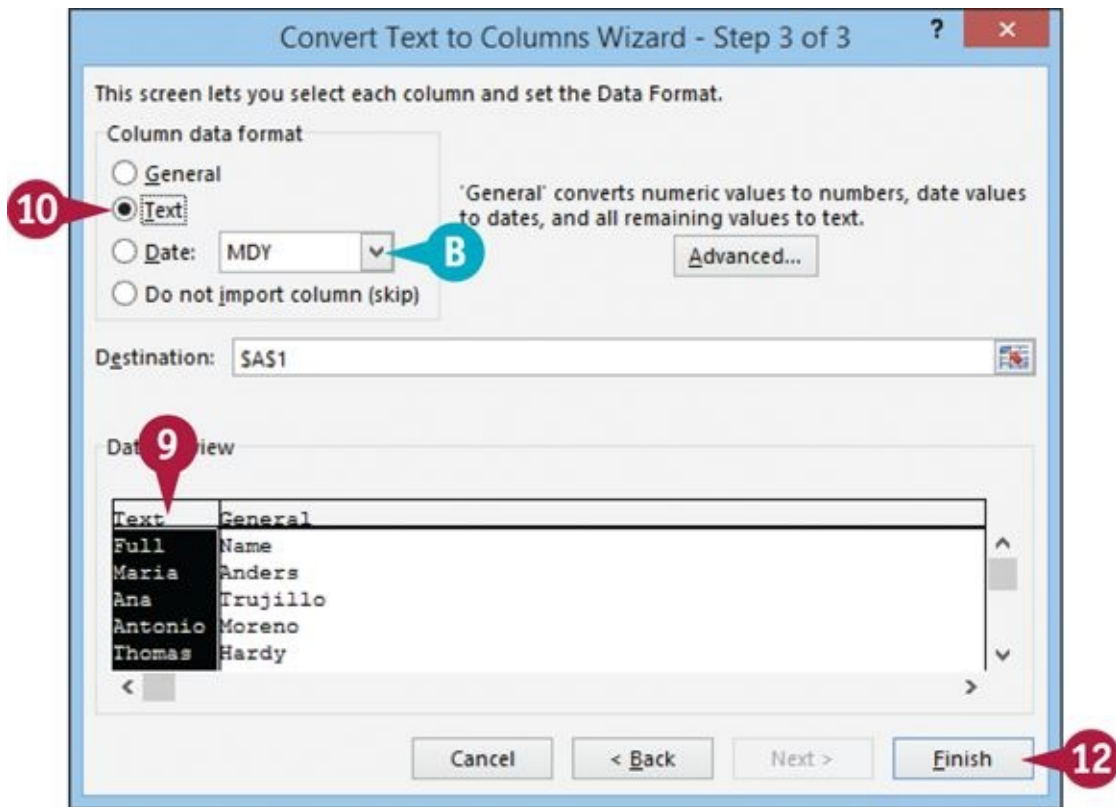 Convert Text to Columns Wizard - Step 3 of 3 ?
This screen lets you select each column and set the Data Format.
Column data format
General
10
Text
Date: MDY
B
Do not import column (skip)
'General' converts numeric values to numbers, date values
to dates, and all remaining values to text.
Advanced...
Destination: $A$1
9
Text General
Full Name
Maria Anders
Ana Trujillo
Antonio Moreno
Thomas Hardy
Cancel < Back Next > Finish
12